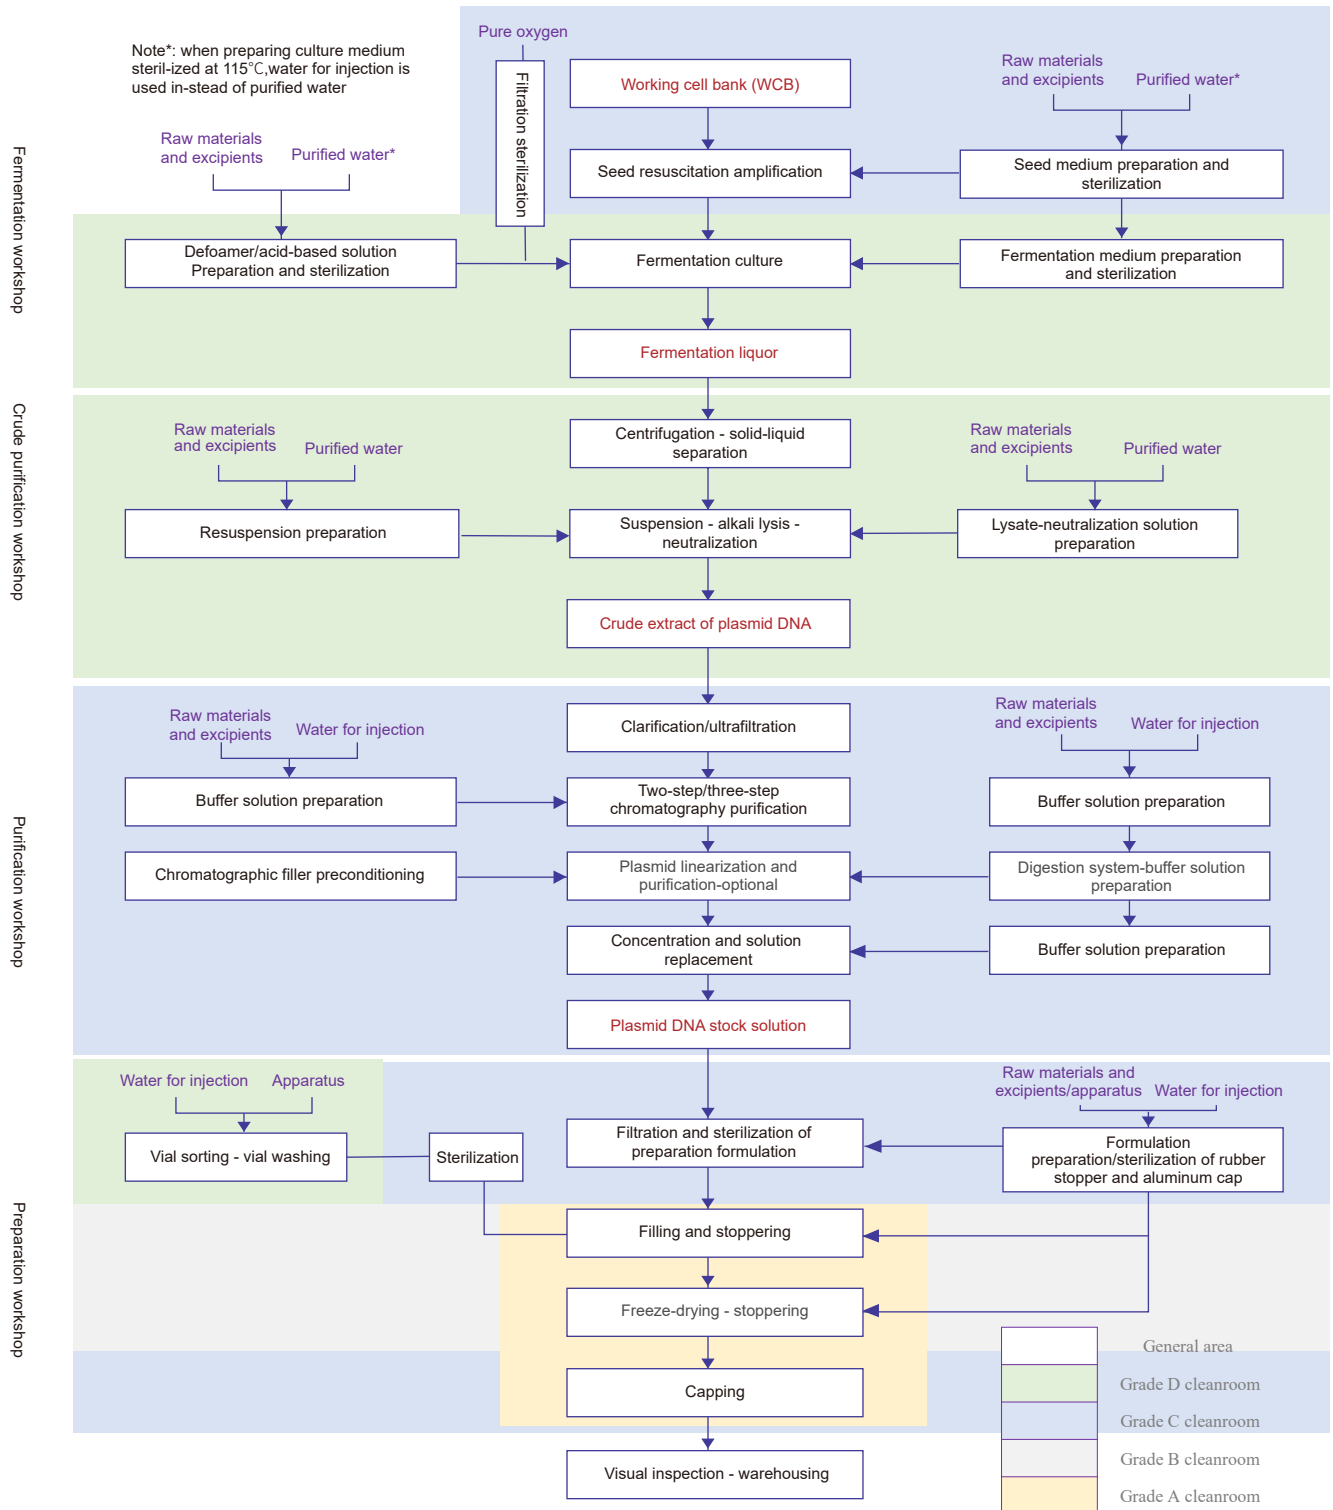 Note*: when preparing culture medium
steril-ized at 115℃,water for injection is
used in-stead of purified water
Pure oxygen
Filtration sterilization
Working cell bank (WCB)
Raw materials
and excipients
Purified water*
Fermentation workshop
Raw materials
and excipients
Purified water*
Seed resuscitation amplification
Seed medium preparation and
sterilization
Defoamer/acid-based solution
Preparation and sterilization
Fermentation culture
Fermentation medium preparation
and sterilization
Fermentation liquor
Crude purification workshop
Centrifugation - solid-liquid
separation
Raw materials
and excipients
Purified water
Raw materials
and excipients
Purified water
Resuspension preparation
Suspension - alkali lysis -
neutralization
Lysate-neutralization solution
preparation
Crude extract of plasmid DNA
Purification workshop
Raw materials
and excipients
Water for injection
Clarification/ultrafiltration
Raw materials
and excipients
Water for injection
Buffer solution preparation
Two-step/three-step
chromatography purification
Buffer solution preparation
Chromatographic filler preconditioning
Plasmid linearization and
purification-optional
Digestion system-buffer solution
preparation
Concentration and solution
replacement
Buffer solution preparation
Plasmid DNA stock solution
Preparation workshop
Water for injection
Apparatus
Raw materials and
excipients/apparatus
Water for injection
Vial sorting - vial washing
Sterilization
Filtration and sterilization of
preparation formulation
Formulation
preparation/sterilization of rubber
stopper and aluminum cap
Filling and stoppering
Freeze-drying - stoppering
Capping
Visual inspection - warehousing
General area
Grade D cleanroom
Grade C cleanroom
Grade B cleanroom
Grade A cleanroom